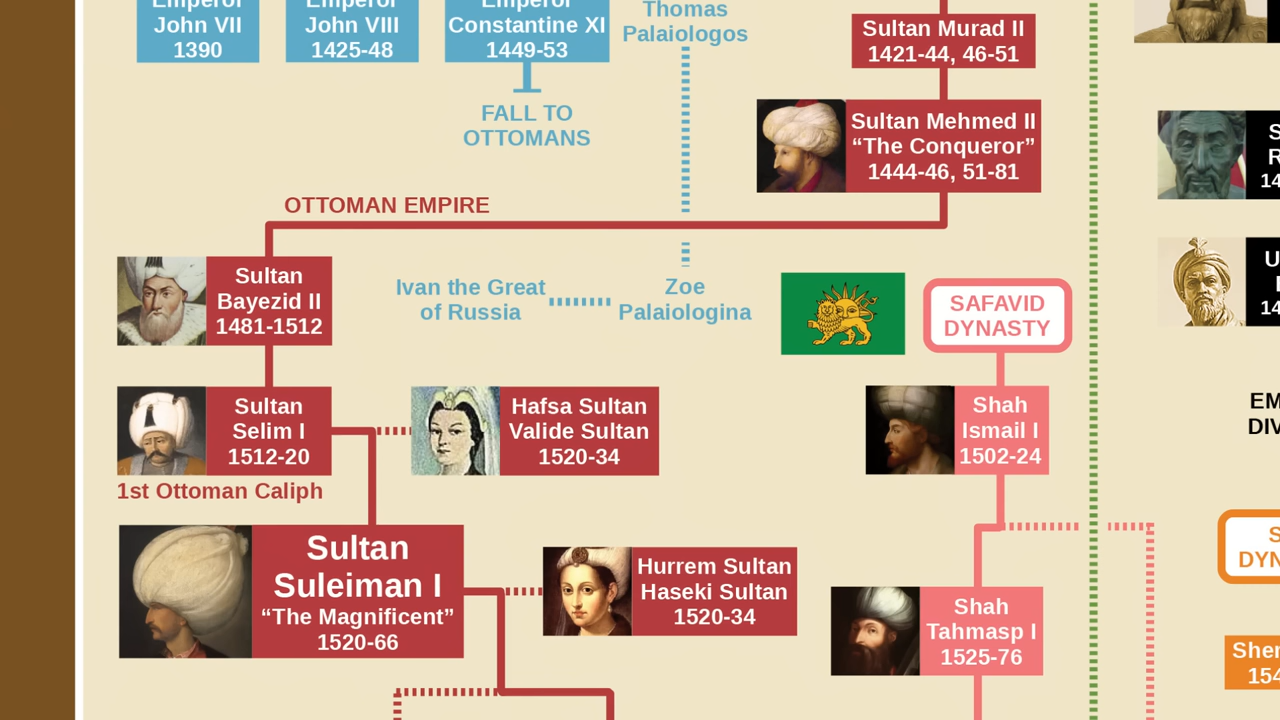 Emperor
John VII
1390
Emperor
John VIII
1425-48
Emperor
Constantine XI
1449-53
FALL TO
OTTOMANS
Thomas
Palaiologos
Sultan Murad II
1421-44, 46-51
Sultan Mehmed II
“The Conqueror”
1444-46, 51-81
OTTOMAN EMPIRE
Sultan
Bayezid II
1481-1512
Ivan the Great
of Russia
Zoe
Palaiologina
SAFAVID
DYNASTY
Sultan
Selim I
1512-20
1st Ottoman Caliph
Hafsa Sultan
Valide Sultan
1520-34
Shah
Ismail I
1502-24
Sultan
Suleiman I
“The Magnificent”
1520-66
Hurrem Sultan
Haseki Sultan
1520-34
Shah
Tahmasp I
1525-76